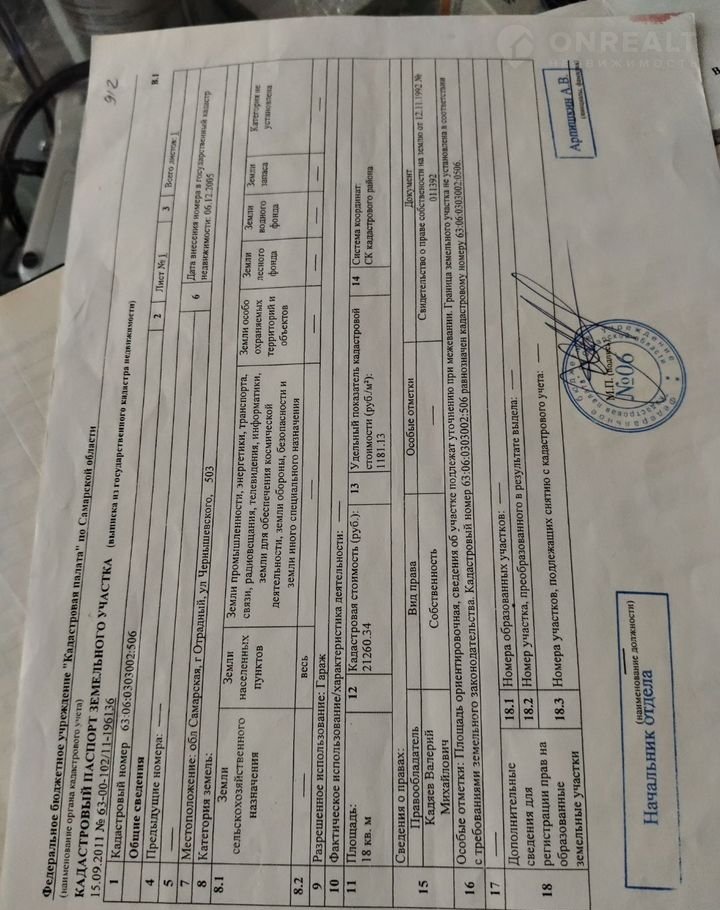 ONREALT
НЕДВИЖИМОСТЬ
912
В.1
Федеральное бюджетное учреждение "Кадастровая палата" по Самарской области
(наименование органа кадастрового учета)
КАДАСТРОВЫЙ ПАСПОРТ ЗЕМЕЛЬНОГО УЧАСТКА (выписка из государственного кадастра недвижимости)
15.09.2011 № 63-00-102/11-196136
1 Кадастровый номер 63:06:0303002:506 2 Лист № 1 3 Всего листов: 1
Общие сведения
4 Предыдущие номера: —
5 — 6 Дата внесения номера в государственный кадастр
недвижимости: 06.12.2005
7 Местоположение: обл Самарская, г Отрадный, ул Чернышевского, 503
8 Категория земель:
8.1 Земли
сельскохозяйственного
назначения
Земли
населенных
пунктов
Земли промышленности, энергетики, транспорта,
связи, радиовещания, телевидения, информатики,
земли для обеспечения космической
деятельности, земли обороны, безопасности и
земли иного специального назначения
Земли особо
охраняемых
территорий и
объектов
Земли
лесного
фонда
Земли
водного
фонда
Земли
запаса
Категория не
установлена
8.2 — весь — — — — — —
9 Разрешенное использование: Гараж
10 Фактическое использование/характеристика деятельности: —
11 Площадь:
18 кв. м
12 Кадастровая стоимость (руб.):
21260.34
13 Удельный показатель кадастровой
стоимости (руб./м²):
1181.13
14 Система координат:
СК кадастрового района
15 Сведения о правах:
Правообладатель Вид права Особые отметки Документ
Кадяев Валерий
Михайлович
Собственность
—
Свидетельство о праве собственности на землю от 12.11.1992 №
011392
16 Особые отметки: Площадь ориентировочная, сведения об участке подлежат уточнению при межевании. Граница земельного участка не установлена в соответствии
с требованиями земельного законодательства. Кадастровый номер 63:06:0303002:506 равнозначен кадастровому номеру 63:06:0303002:0506.
17 —
18 Дополнительные
сведения для
регистрации прав на
образованные
земельные участки
18.1 Номера образованных участков: —
18.2 Номер участка, преобразованного в результате выдела: —
18.3 Номера участков, подлежащих снятию с кадастрового учета: —
Начальник отдела
(наименование должности)
М.П. (подпись)
№06
Арпишкин А.В.
(инициалы, фамилия)